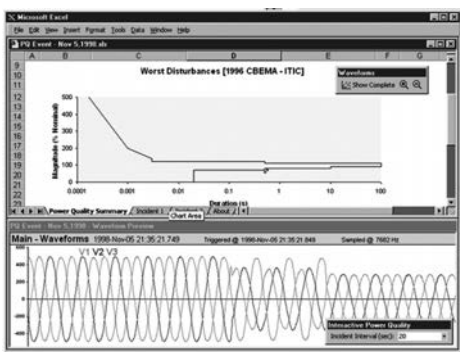 Microsoft Excel
File Edit View Insert Format Tools Data Window Help
PQ Event - Nov 5,1998.xls
A B C D E F G
9
10
11
12
13
14
15
16
17
18
19
20
21
22
23
Worst Disturbances [1996 CBEMA - ITIC]
Waveforms
Show Complete
Magnitude (% Nominal)
500
400
300
200
100
0
0.0001 0.001 0.01 0.1 1 10 100
Duration (s)
Power Quality Summary Incident 1 About
Chart Area
PQ Event - Nov 5, 1998 - Waveform Preview
Main - Waveforms 1998-Nov-05 21:35:21.749 Triggered @ 1998-Nov-05 21:35:21.849 Sampled @ 7682 Hz
V1 V2 V3
400
200
0
-200
-400
Interactive Power Quality
Incident Interval (sec): 20